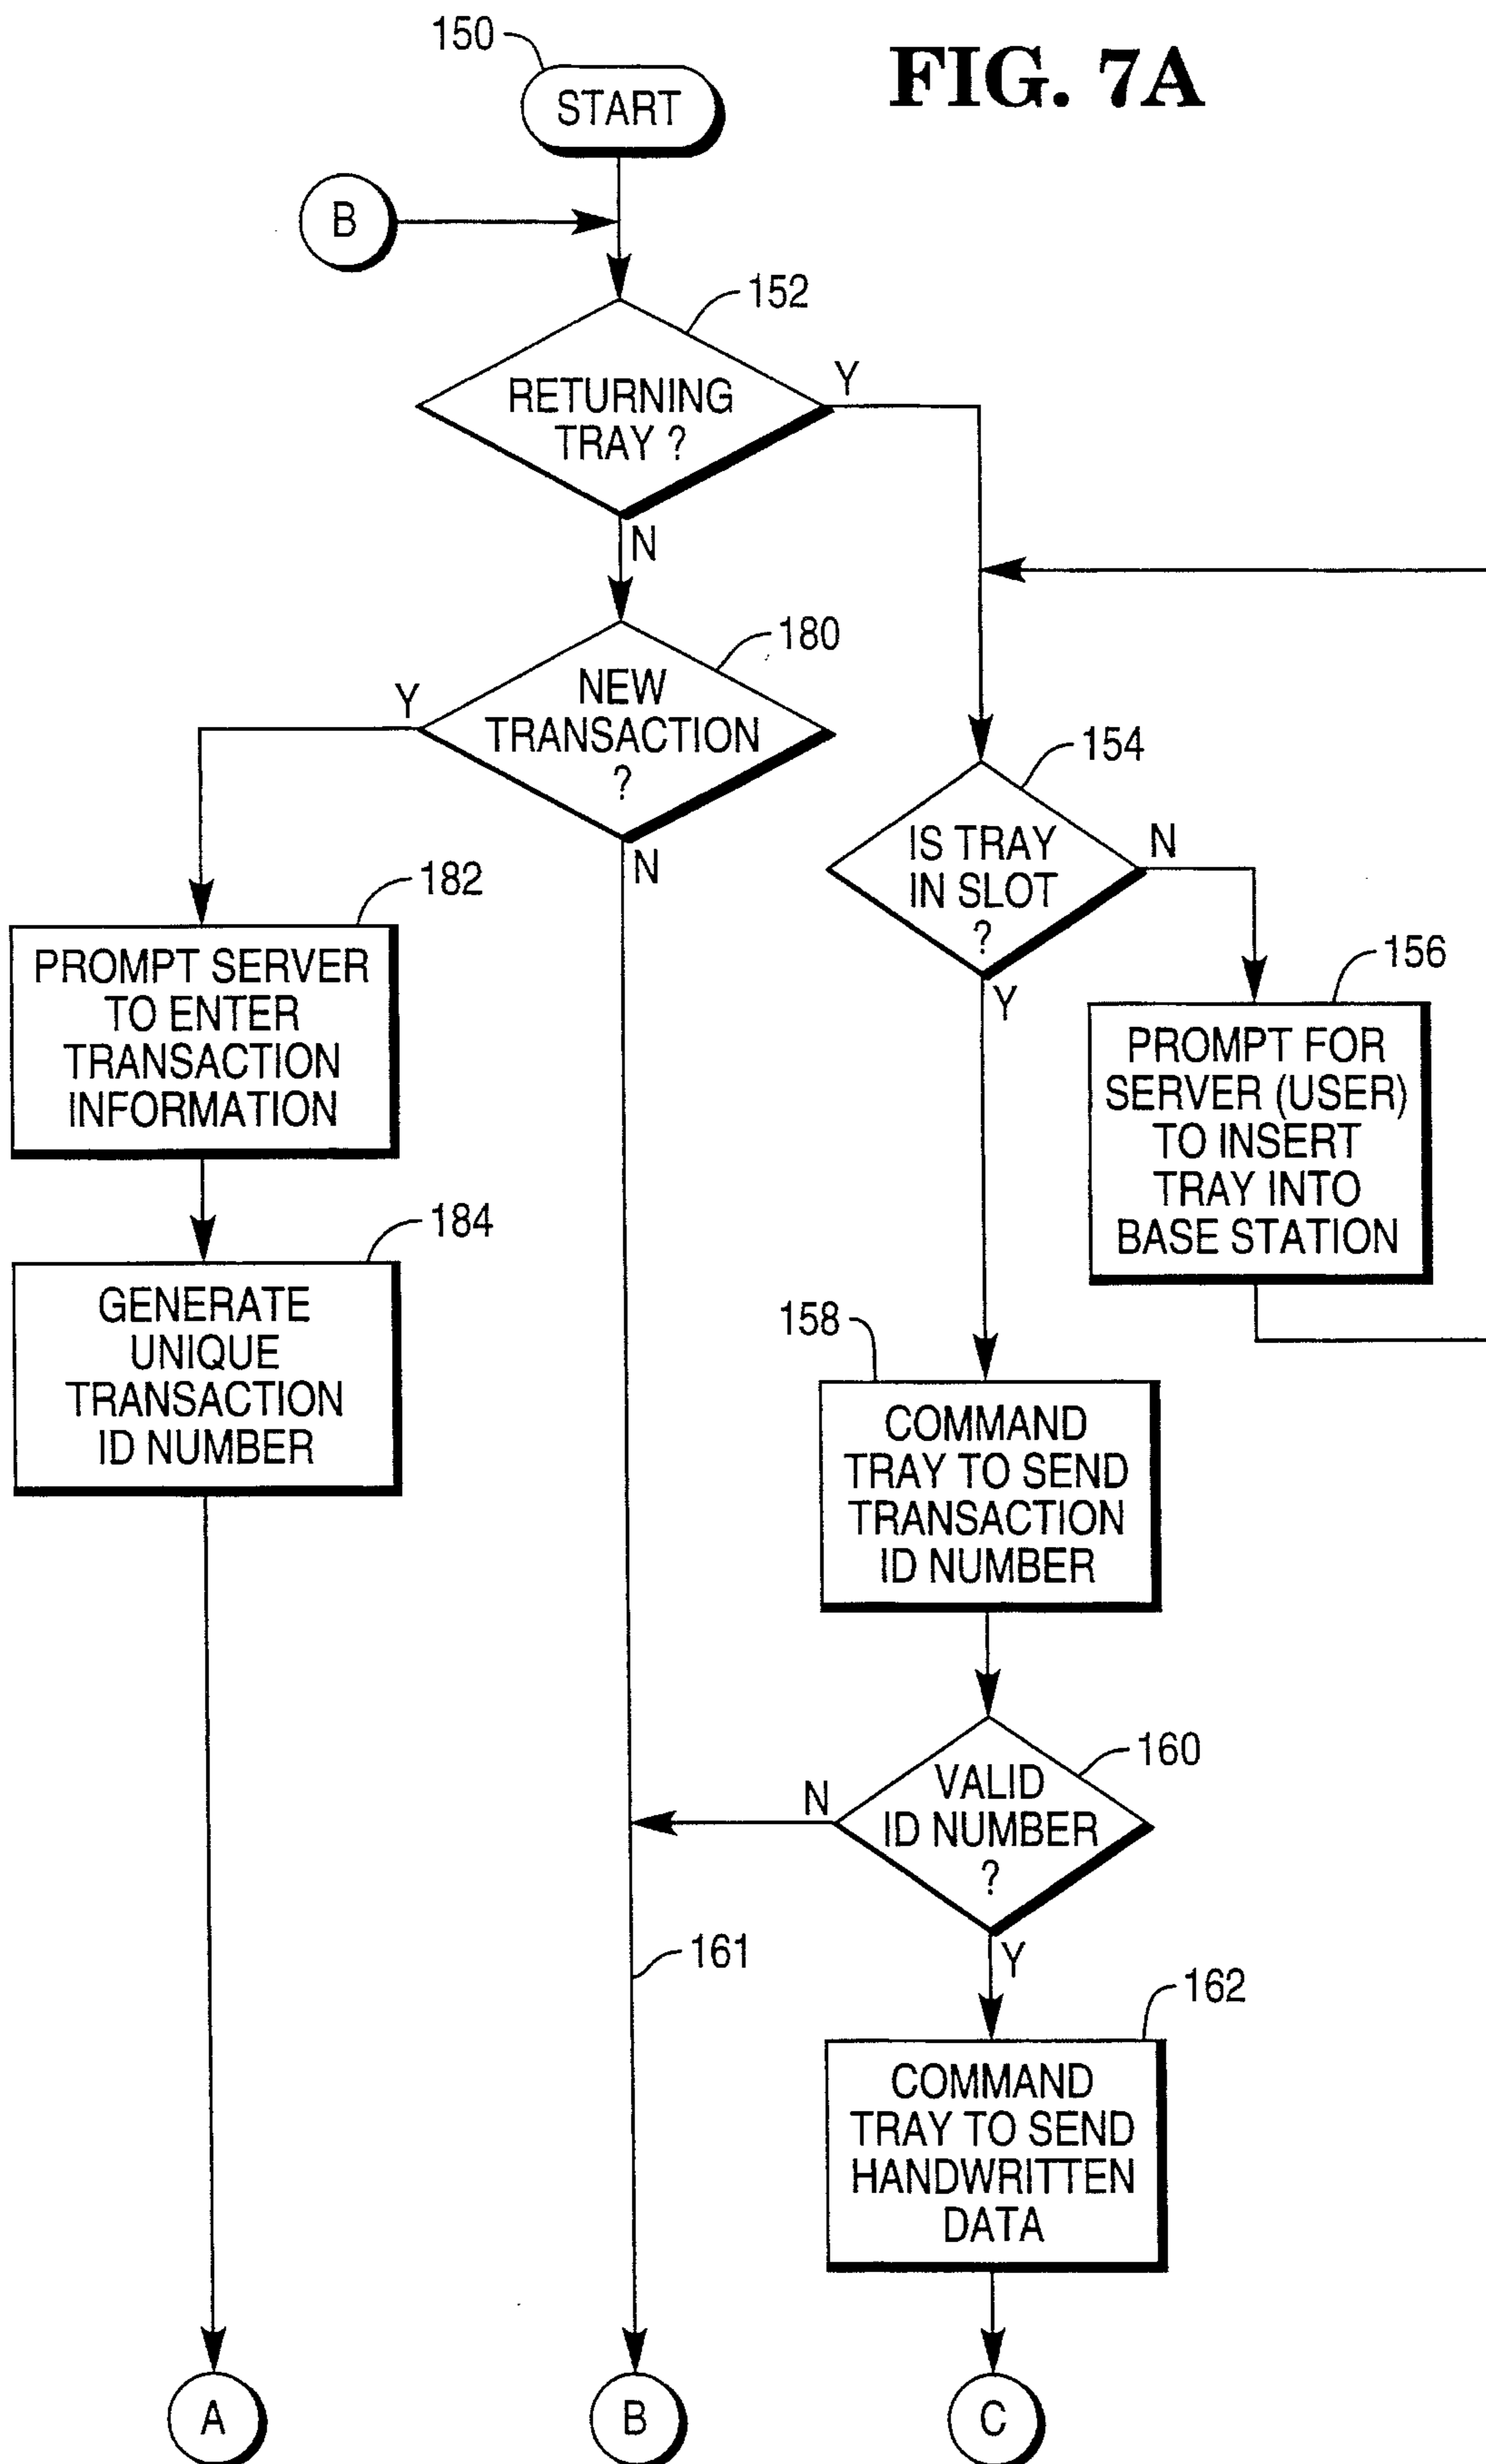 FIG. 7A
150
START
B
152
RETURNING
TRAY ?
Y
N
180
NEW
TRANSACTION
?
Y
N
154
IS TRAY
IN SLOT
?
N
Y
182
PROMPT SERVER
TO ENTER
TRANSACTION
INFORMATION
156
PROMPT FOR
SERVER (USER)
TO INSERT
TRAY INTO
BASE STATION
184
GENERATE
UNIQUE
TRANSACTION
ID NUMBER
158
COMMAND
TRAY TO SEND
TRANSACTION
ID NUMBER
160
VALID
ID NUMBER
?
N
Y
161
162
COMMAND
TRAY TO SEND
HANDWRITTEN
DATA
A
B
C